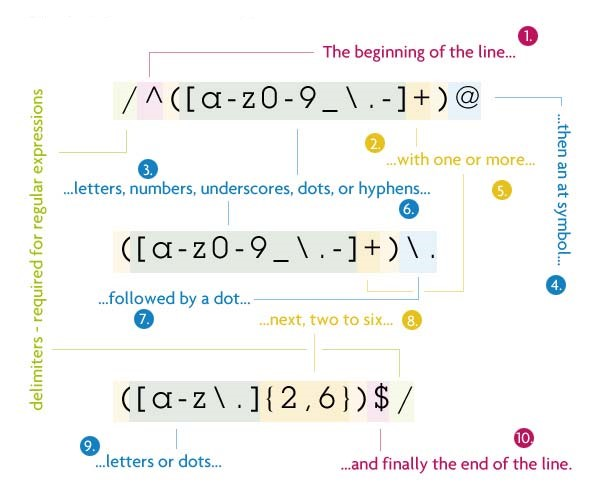 1.
The beginning of the line...
/^([a-z0-9_\.-]+)@
2.
...with one or more...
3.
...letters, numbers, underscores, dots, or hyphens...
5.
...then an at symbol...
4.
6.
([a-z0-9_\.-]+)\.
...followed by a dot...
7.
...next, two to six...
8.
delimiters - required for regular expressions
([a-z\.]{2,6})$/
9.
...letters or dots...
10.
...and finally the end of the line.